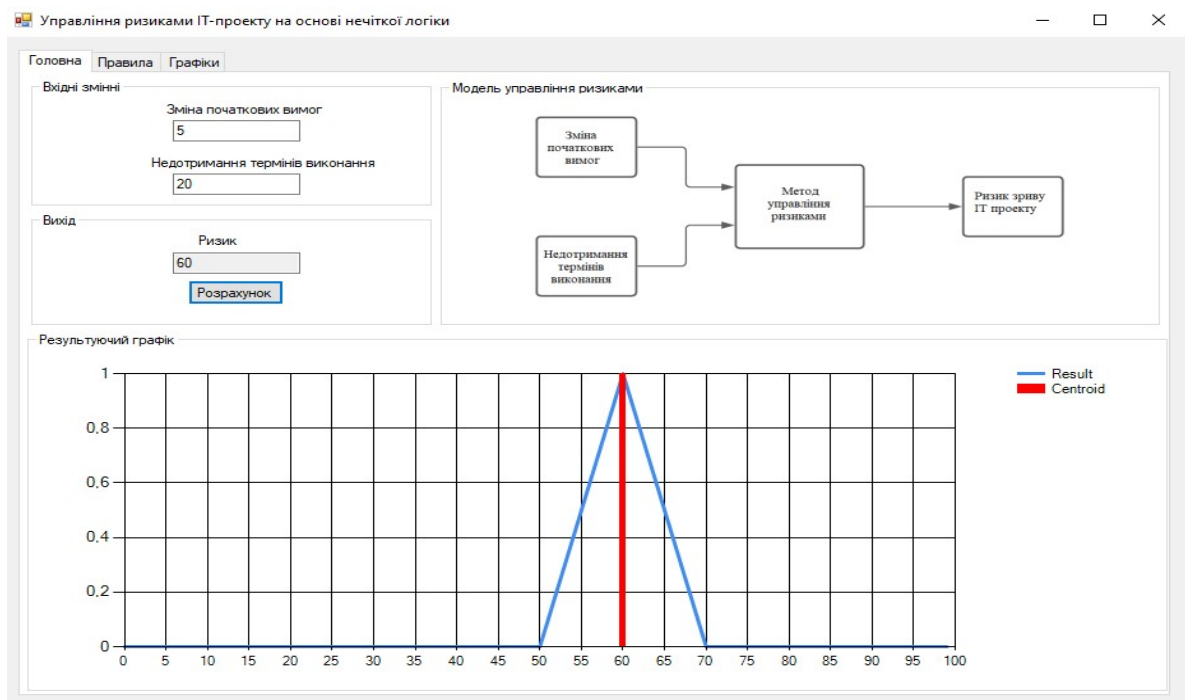 Управління ризиками ІТ-проекту на основі нечіткої логіки
Головна Правила Графіки
Вхідні змінні
Зміна початкових вимог
5
Недотримання термінів виконання
20
Вихід
Ризик
60
Розрахунок
Модель управління ризиками
Зміна
початкових
вимог
Недотримання
термінів
виконання
Метод
управління
ризиками
Ризик зриву
ІТ проекту
Результуючий графік
1
0.8
0.6
0.4
0.2
0
0 5 10 15 20 25 30 35 40 45 50 55 60 65 70 75 80 85 90 95 100
Result
Centroid